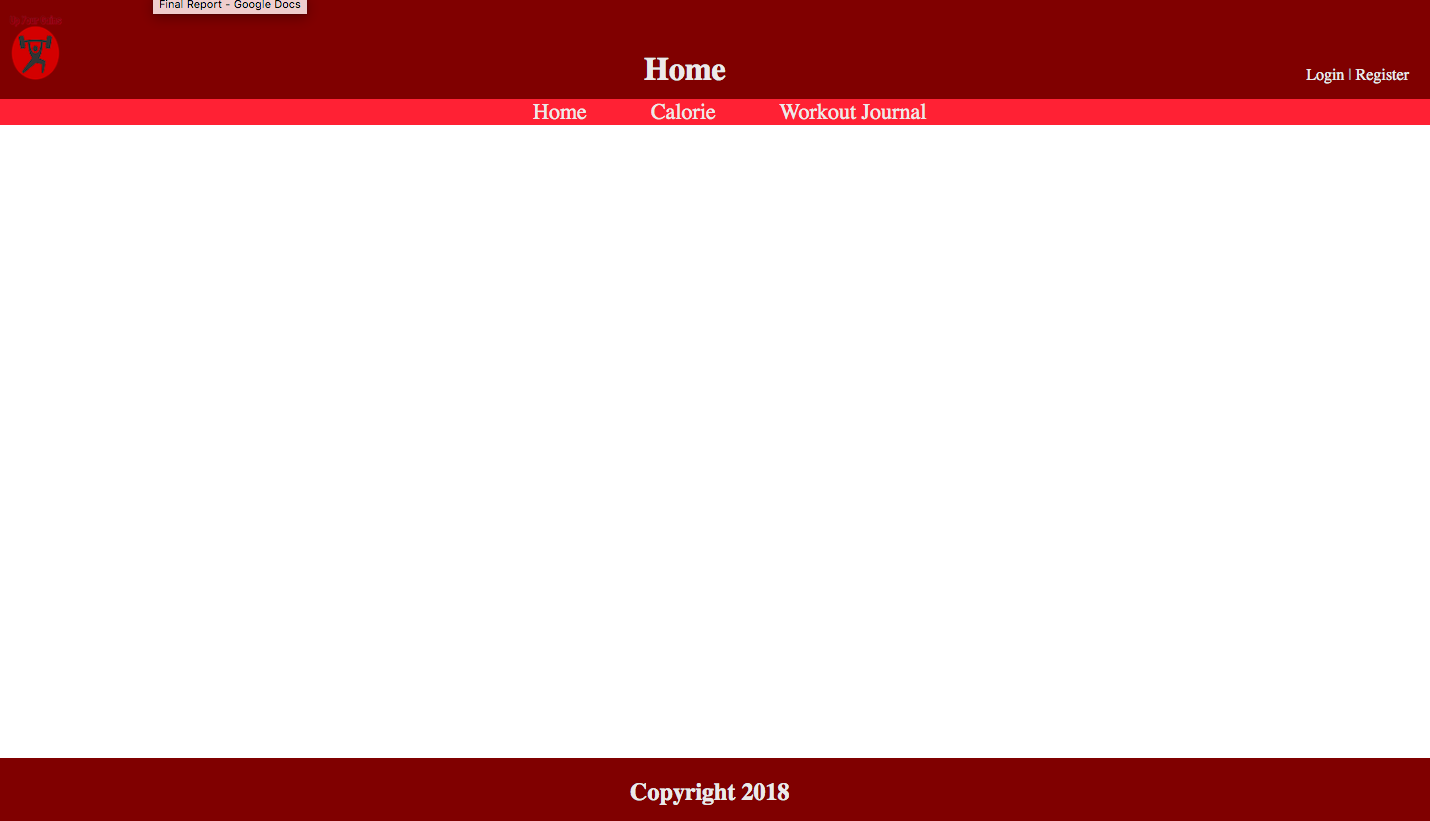 Final Report - Google Docs
Home
Login | Register
Home Calorie Workout Journal
Copyright 2018